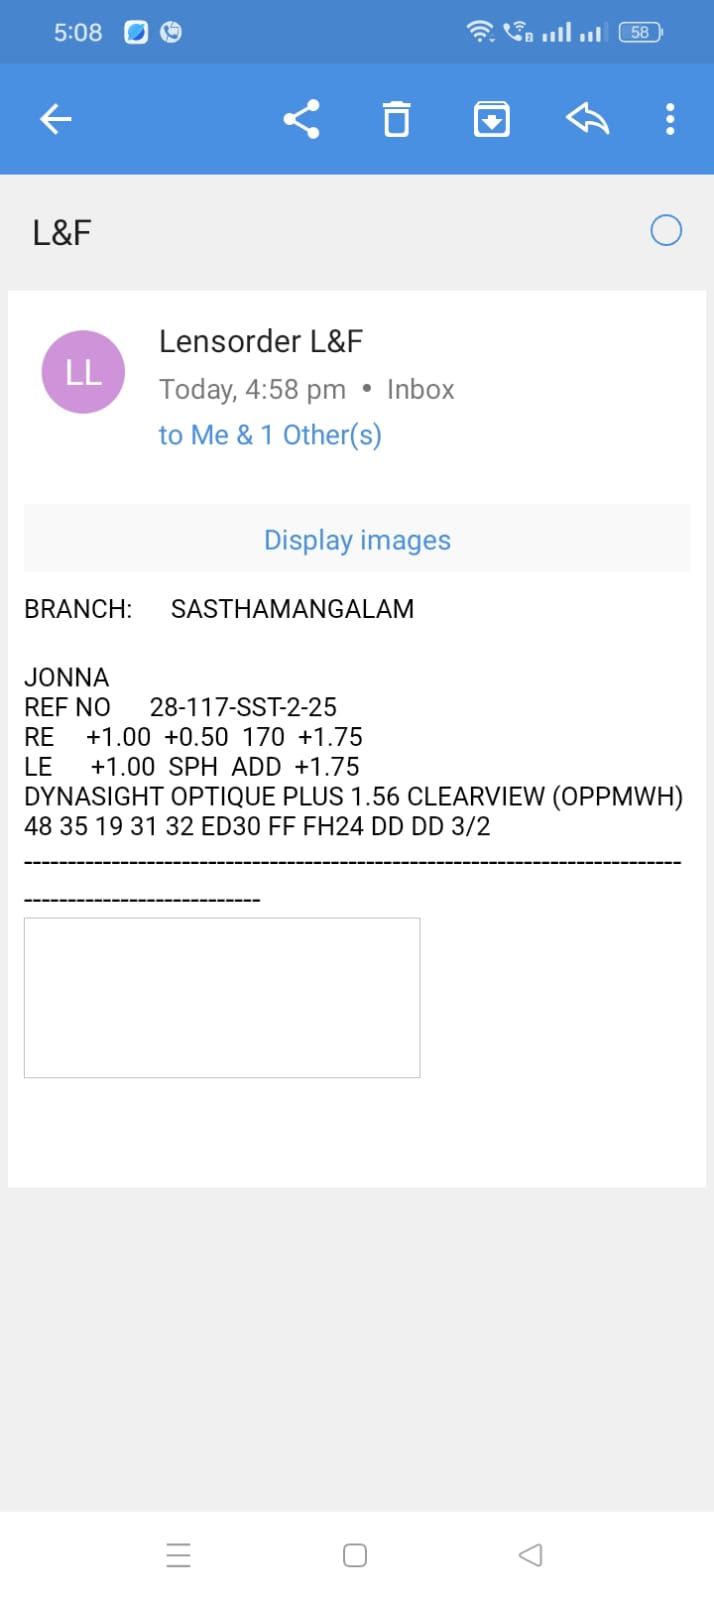 5:08
58
L&F
LL
Lensorder L&F
Today, 4:58 pm • Inbox
to Me & 1 Other(s)
Display images
BRANCH: SASTHAMANGALAM
JONNA
REF NO 28-117-SST-2-25
RE +1.00 +0.50 170 +1.75
LE +1.00 SPH ADD +1.75
DYNASIGHT OPTIQUE PLUS 1.56 CLEARVIEW (OPPMWH)
48 35 19 31 32 ED30 FF FH24 DD DD 3/2
---------------------------------------------------------------------------
---------------------------